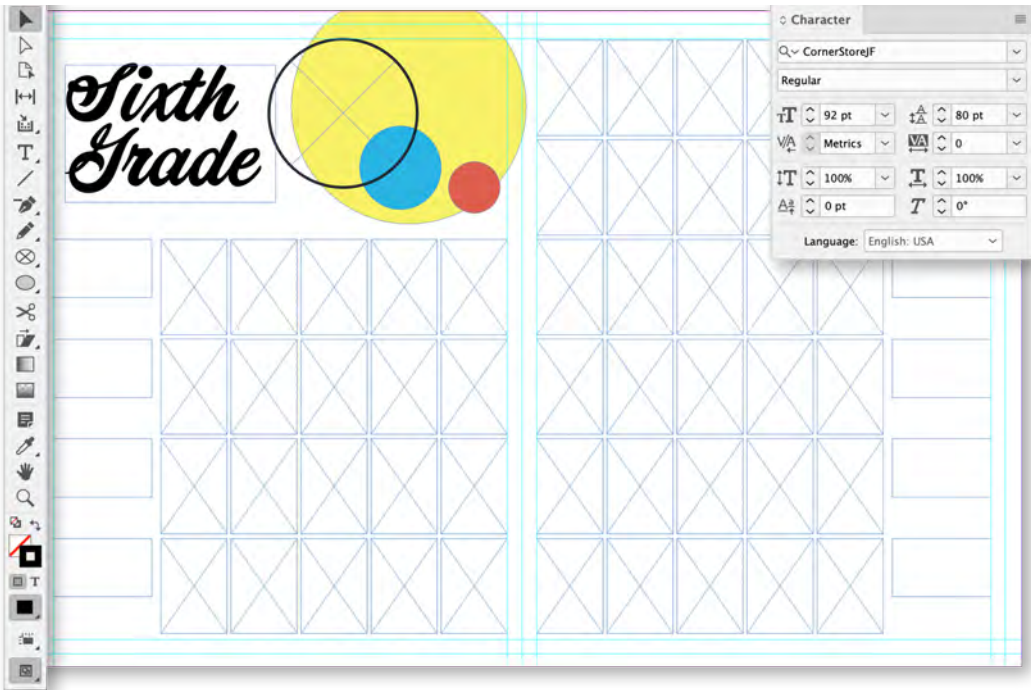 Sixth
Grade
Character
CornerStoreJF
Regular
92 pt
80 pt
Metrics
0
100%
100%
0 pt
0°
Language: English: USA